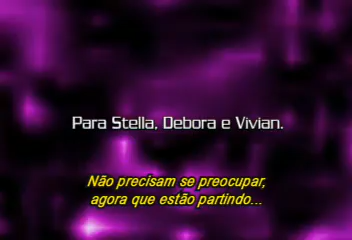 Para Stella, Debora e Vivian.
Não precisam se preocupar,
agora que estão partindo...